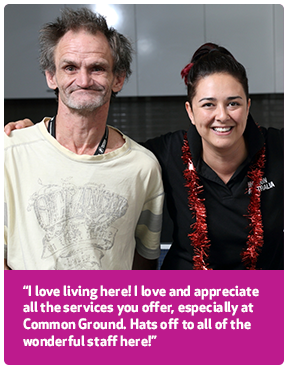 AUSTRALIA
“I love living here! I love and appreciate
all the services you offer, especially at
Common Ground. Hats off to all of the
wonderful staff here!”